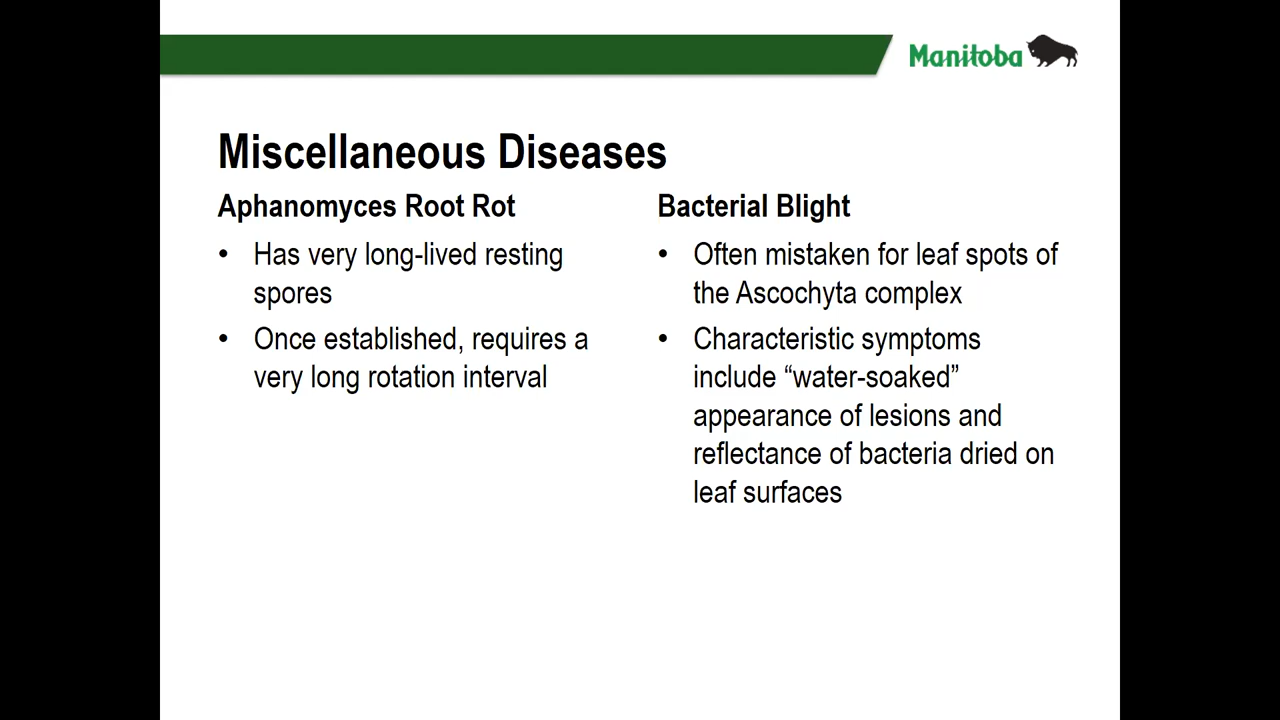 Manitoba
Miscellaneous Diseases
Aphanomyces Root Rot
• Has very long-lived resting
spores
• Once established, requires a
very long rotation interval
Bacterial Blight
• Often mistaken for leaf spots of
the Ascochyta complex
• Characteristic symptoms
include “water-soaked”
appearance of lesions and
reflectance of bacteria dried on
leaf surfaces